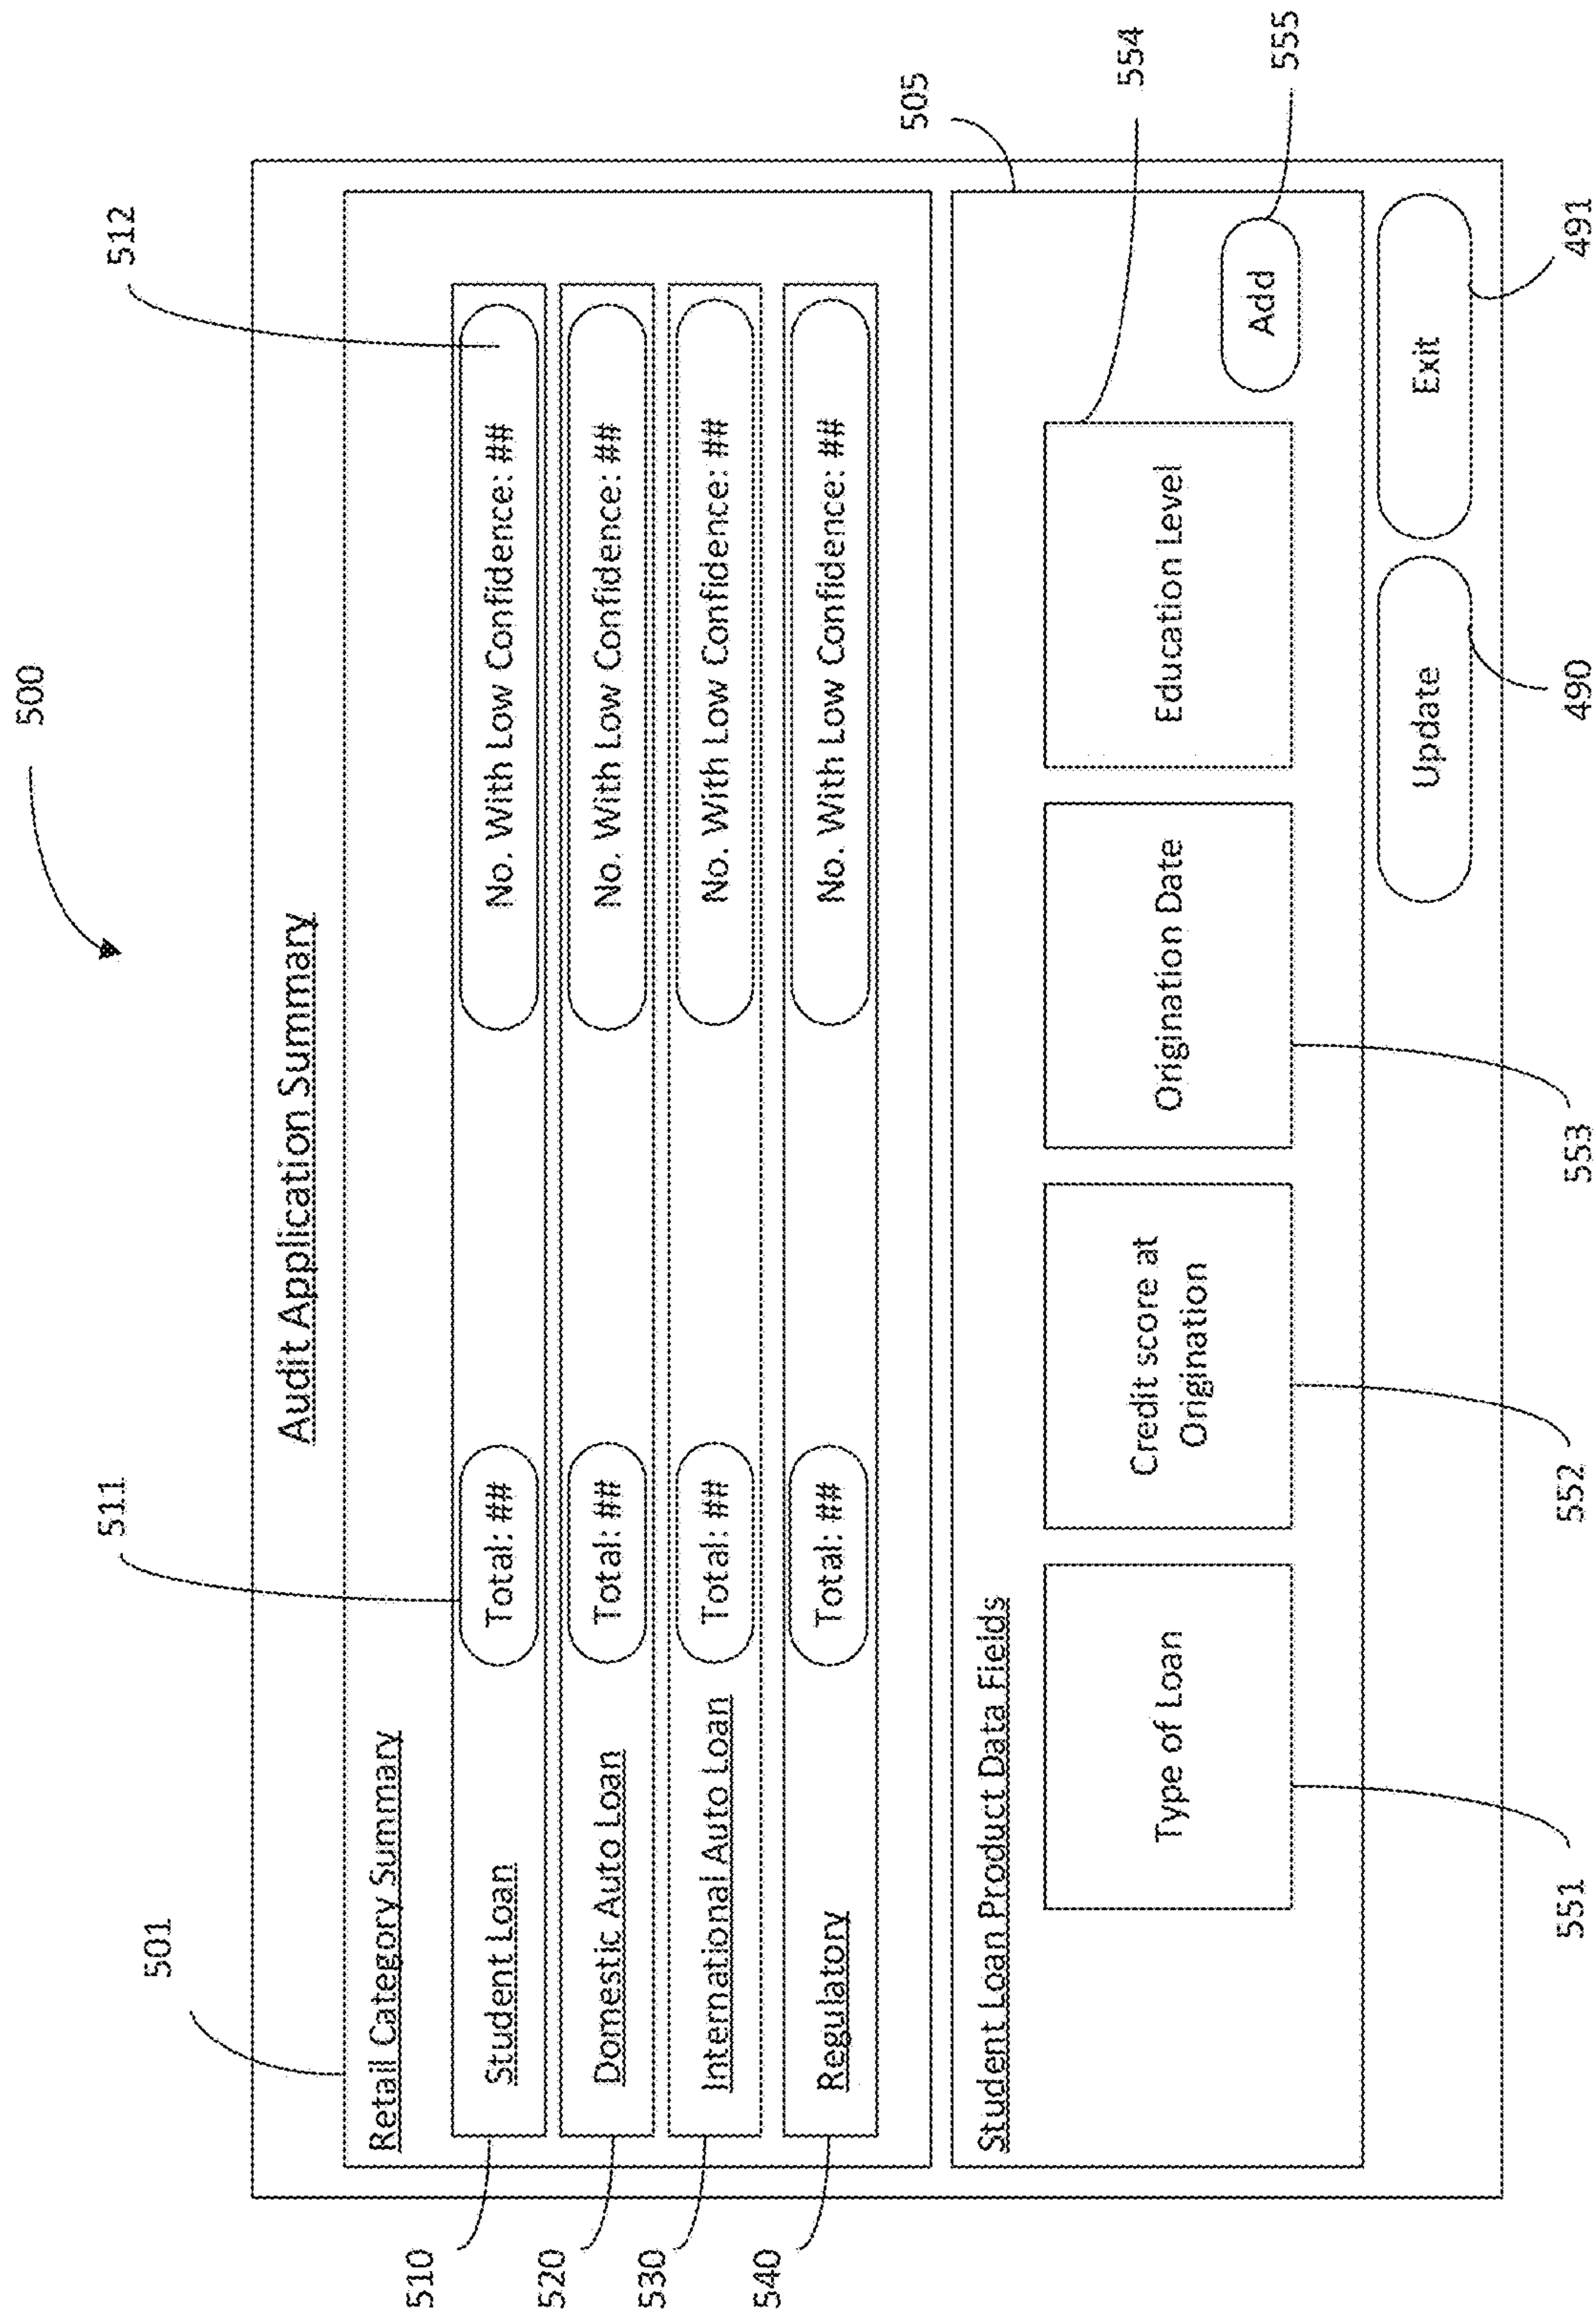 500
Audit Application Summary
501
511
512
Retail Category Summary
510
Student Loan
Total: ##
No. With Low Confidence: ##
520
Domestic Auto Loan
Total: ##
No. With Low Confidence: ##
530
International Auto Loan
Total: ##
No. With Low Confidence: ##
540
Regulatory
Total: ##
No. With Low Confidence: ##
505
Student Loan Product Data Fields
554
Type of Loan
Credit score at
Origination
Origination Date
Education Level
Add
555
Update
Exit
551
552
553
490
491